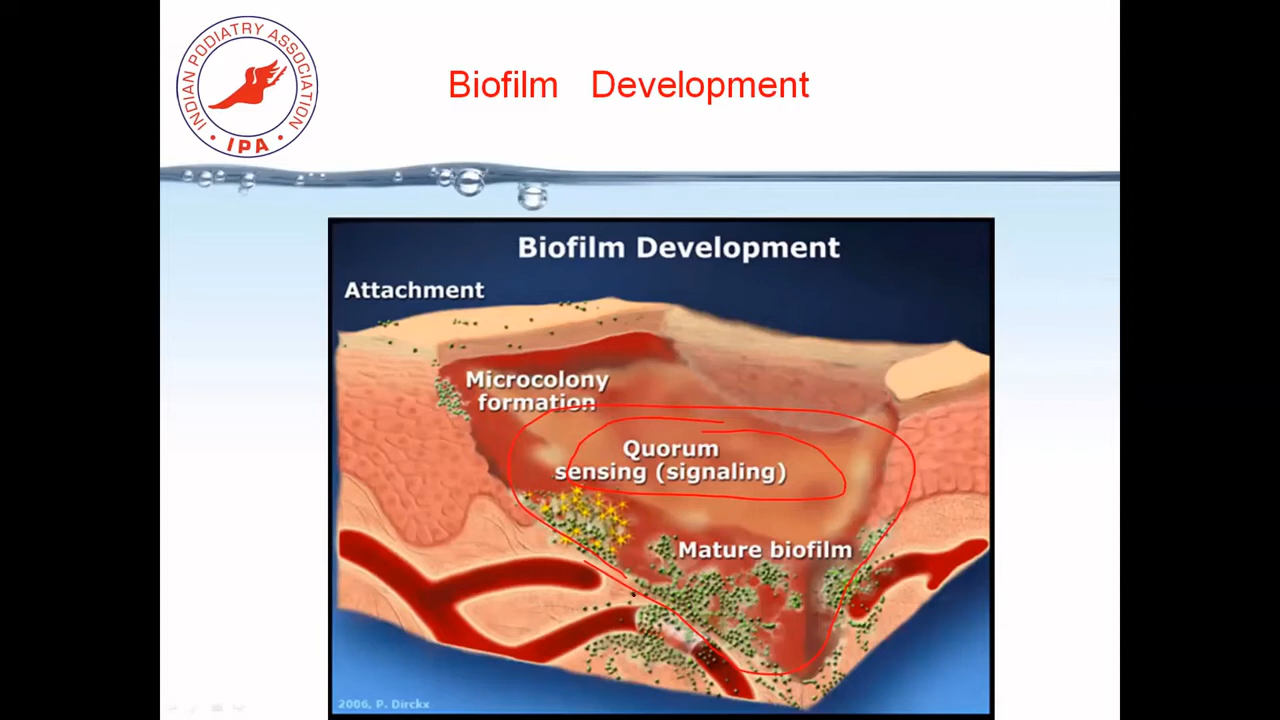 INDIAN PODIATRY ASSOCIATION
• IPA •
Biofilm Development
Biofilm Development
Attachment
Microcolony
formation
Quorum
sensing (signaling)
Mature biofilm
2006, P. Dirckx